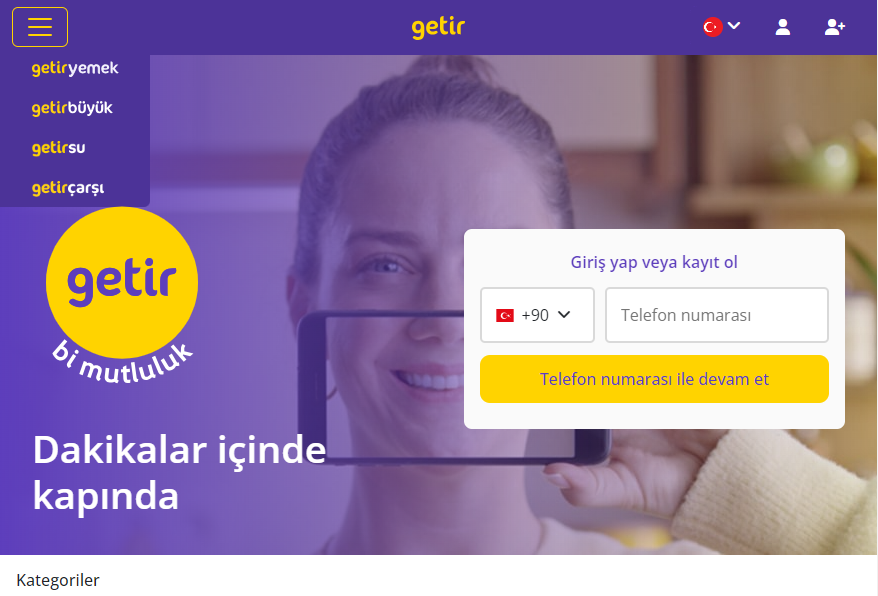 getir
getiryemek
getirbüyük
getirsu
getirçarşı
getir
bi mutluluk
Dakikalar içinde
kapında
Giriş yap veya kayıt ol
+90
Telefon numarası
Telefon numarası ile devam et
Kategoriler